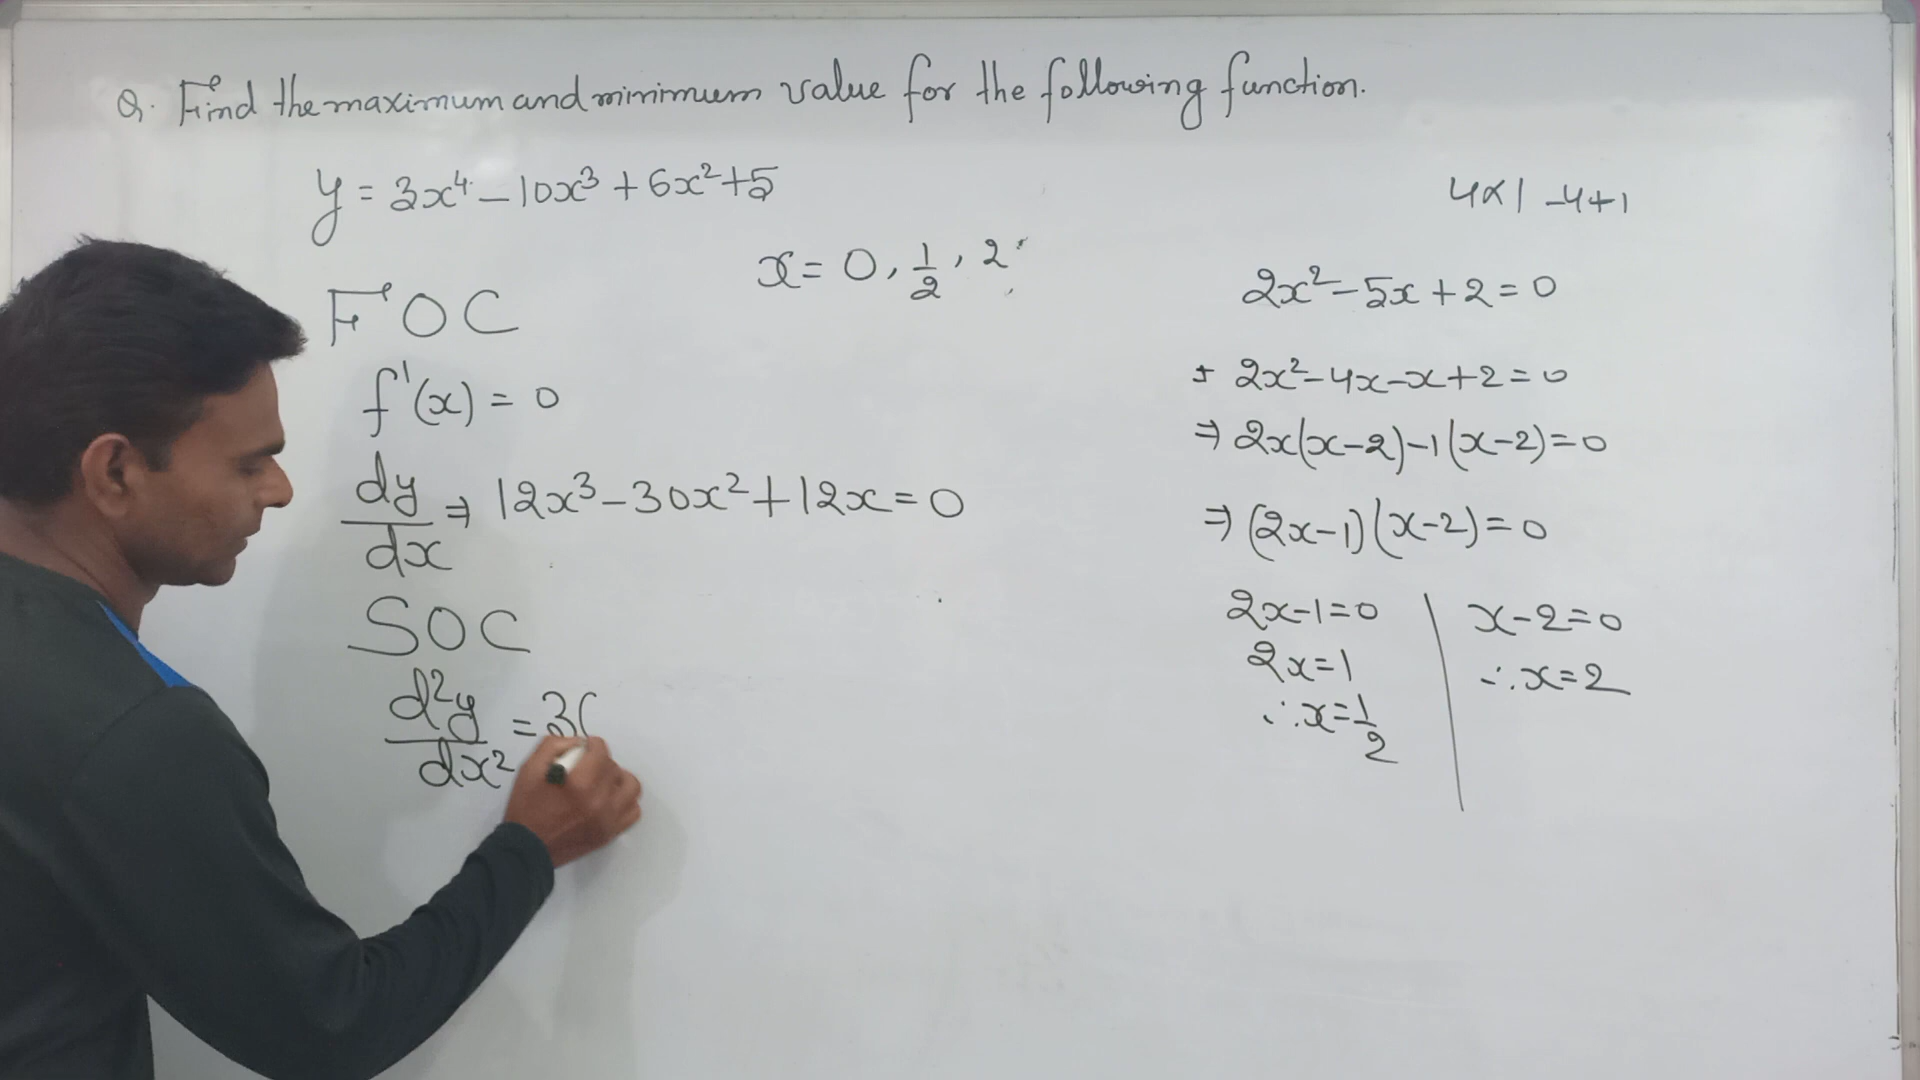 Q. Find the maximum and minimum value for the following function.
y = 3x⁴ - 10x³ + 6x² + 5
x = 0, 1/2, 2
FOC
f'(x) = 0
dy/dx ⇒ 12x³ - 30x² + 12x = 0
SOC
d²y/dx² = 3
4×1 -4+1
2x² - 5x + 2 = 0
⇒ 2x² - 4x - x + 2 = 0
⇒ 2x(x-2) - 1(x-2) = 0
⇒ (2x-1)(x-2) = 0
2x-1=0
2x=1
∴ x = 1/2
x-2=0
∴ x=2